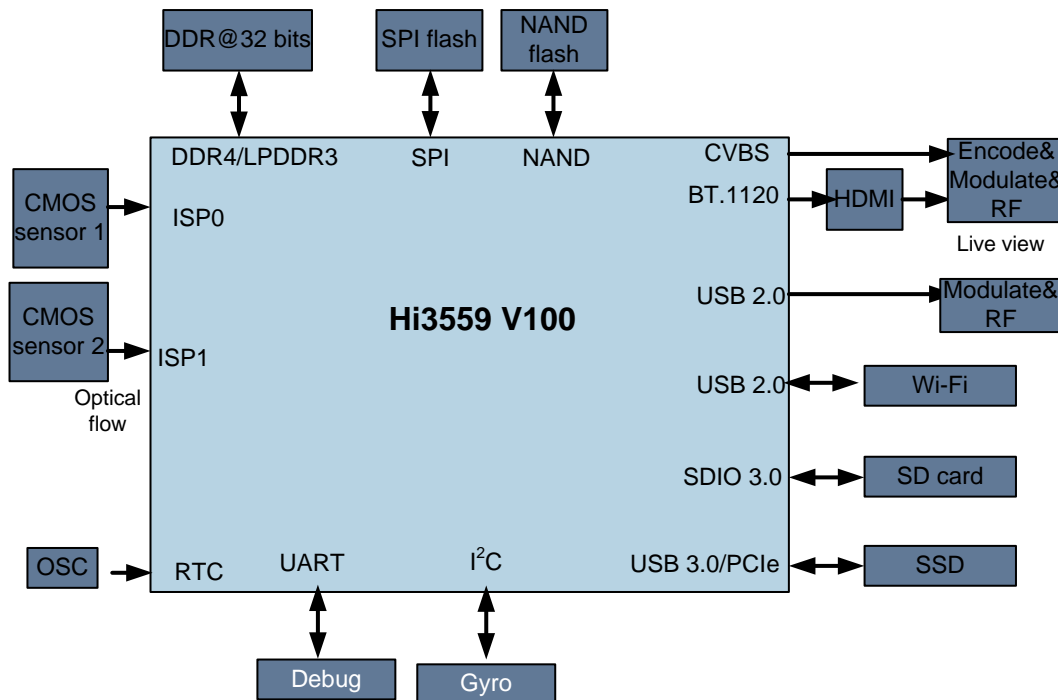 DDR@32 bits
SPI flash
NAND
flash
DDR4/LPDDR3
SPI
NAND
CVBS
Encode&
Modulate&
RF
BT.1120
HDMI
Live view
CMOS
sensor 1
ISP0
USB 2.0
Modulate&
RF
Hi3559 V100
CMOS
sensor 2
ISP1
Optical
flow
USB 2.0
Wi-Fi
SDIO 3.0
SD card
OSC
RTC
UART
I²C
USB 3.0/PCIe
SSD
Debug
Gyro